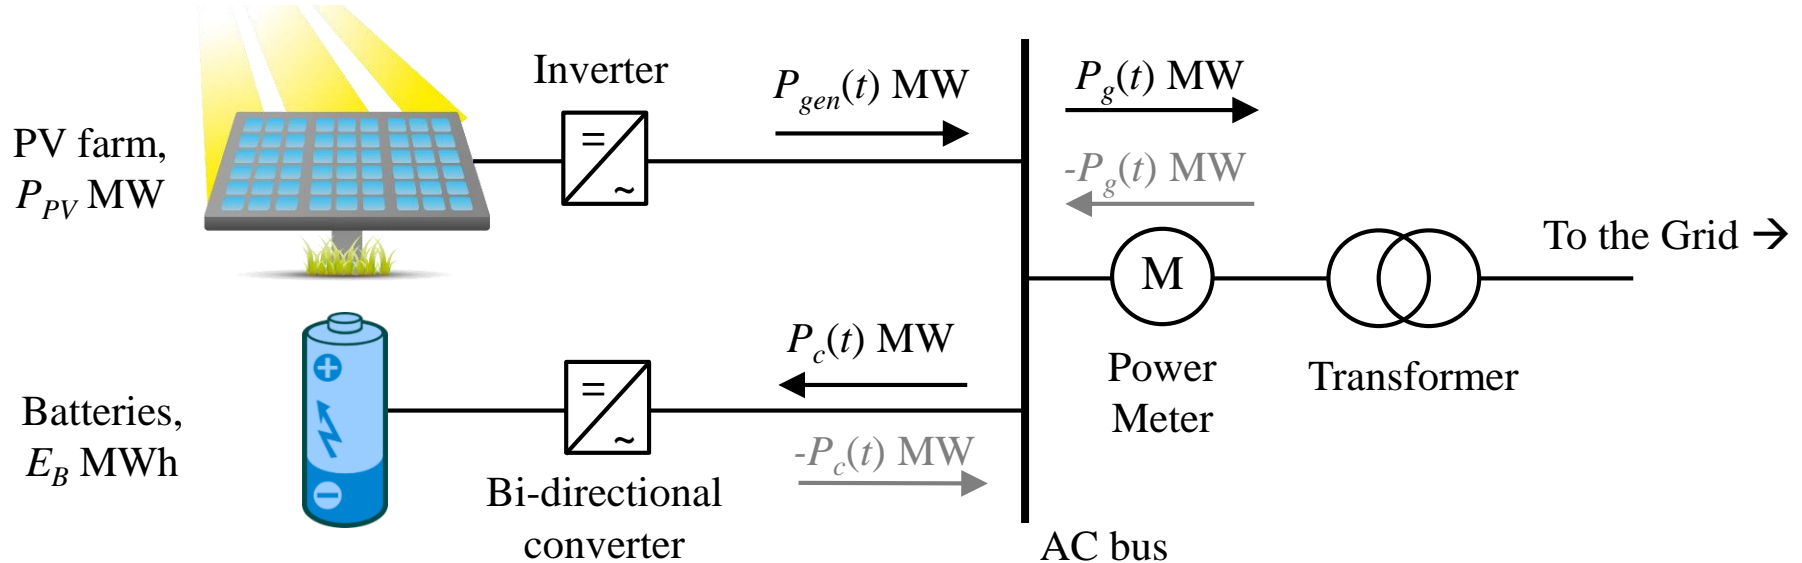 PV farm,
P_PV MW
Inverter
=
~
P_gen(t) MW
P_g(t) MW
-P_g(t) MW
To the Grid →
M
Power
Meter
Transformer
Batteries,
E_B MWh
+
−
=
~
Bi-directional
converter
P_c(t) MW
-P_c(t) MW
AC bus